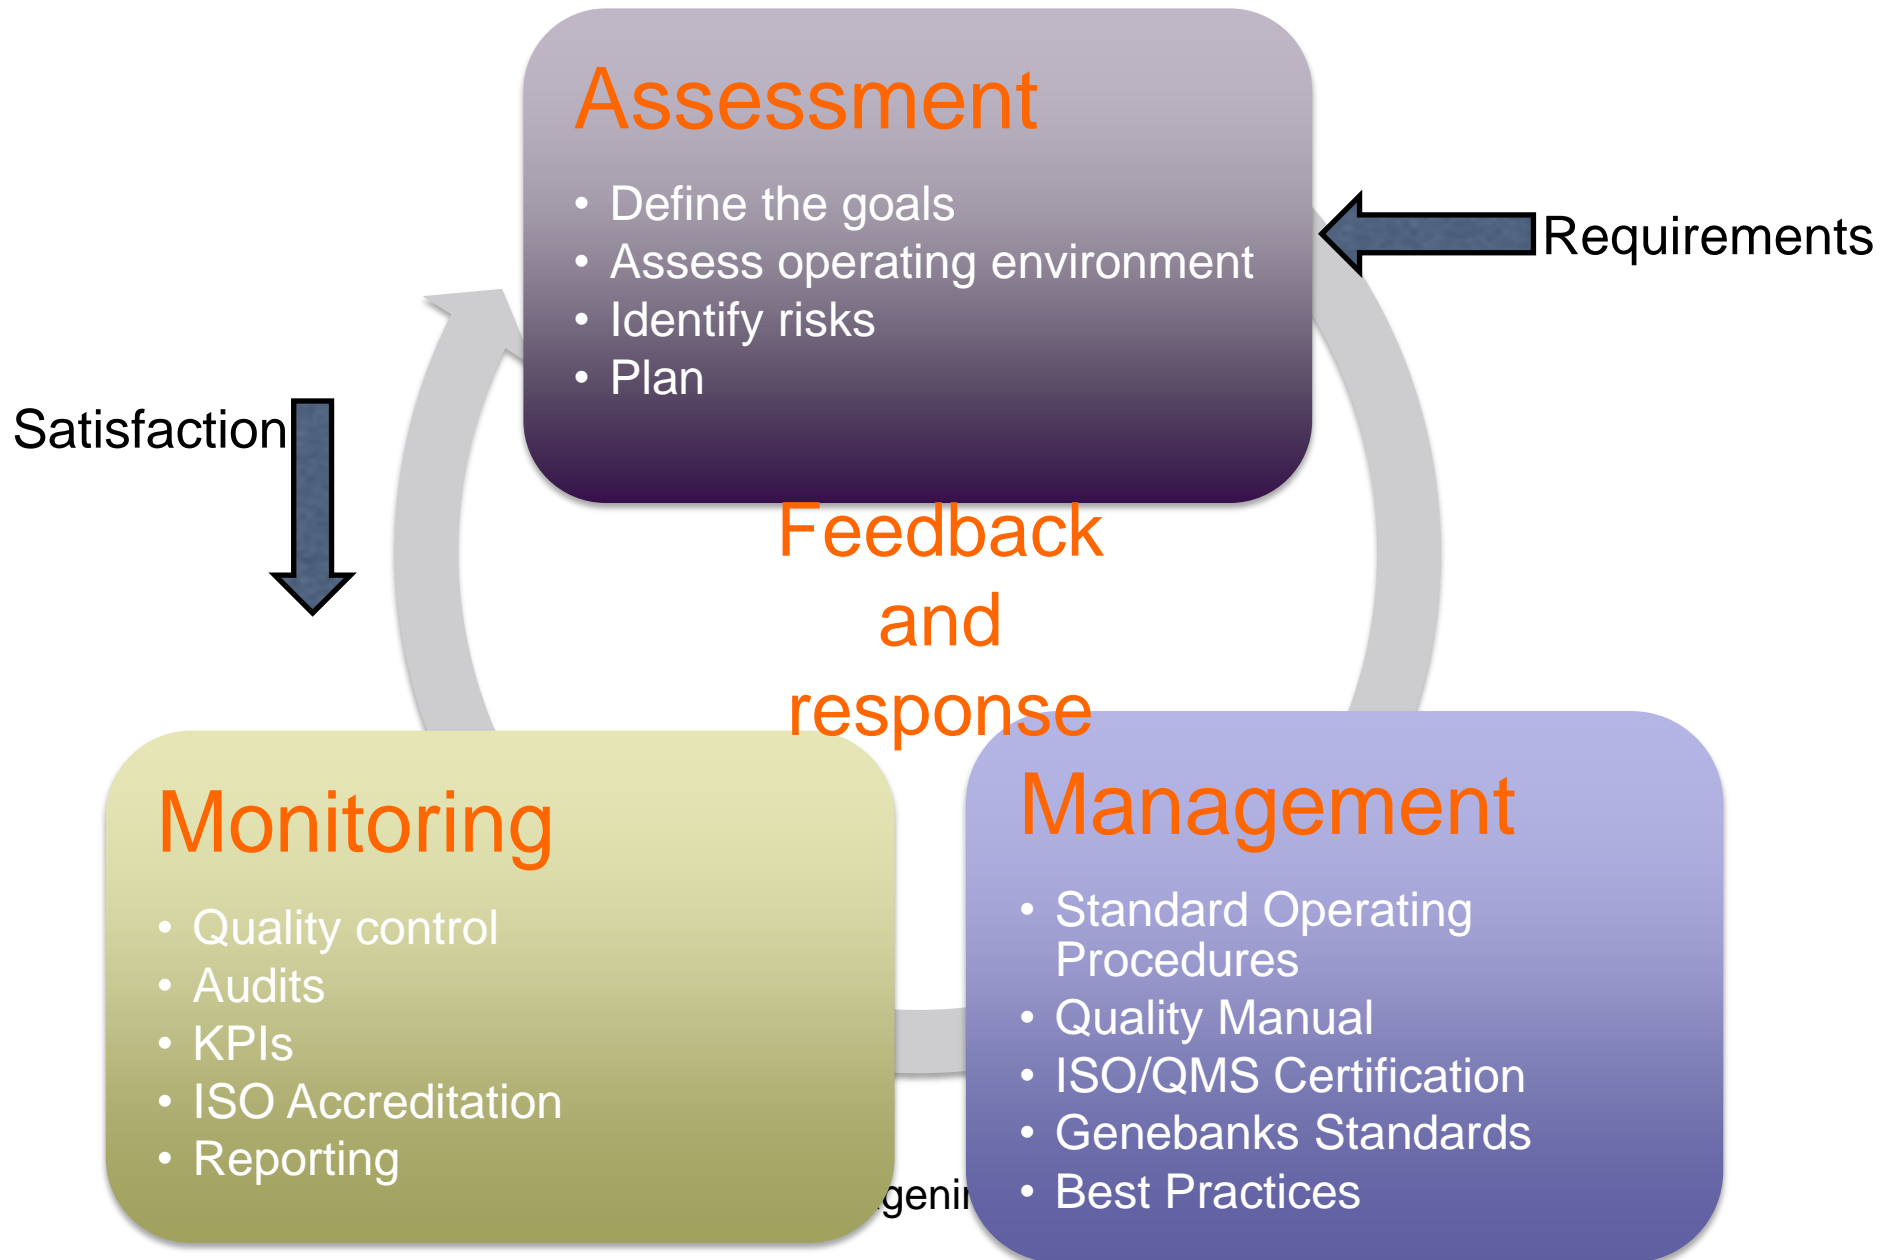 Assessment
• Define the goals
• Assess operating environment
• Identify risks
• Plan
Requirements
Satisfaction
Feedback
and
response
Monitoring
• Quality control
• Audits
• KPIs
• ISO Accreditation
• Reporting
Management
• Standard Operating
Procedures
• Quality Manual
• ISO/QMS Certification
• Genebanks Standards
• Best Practices